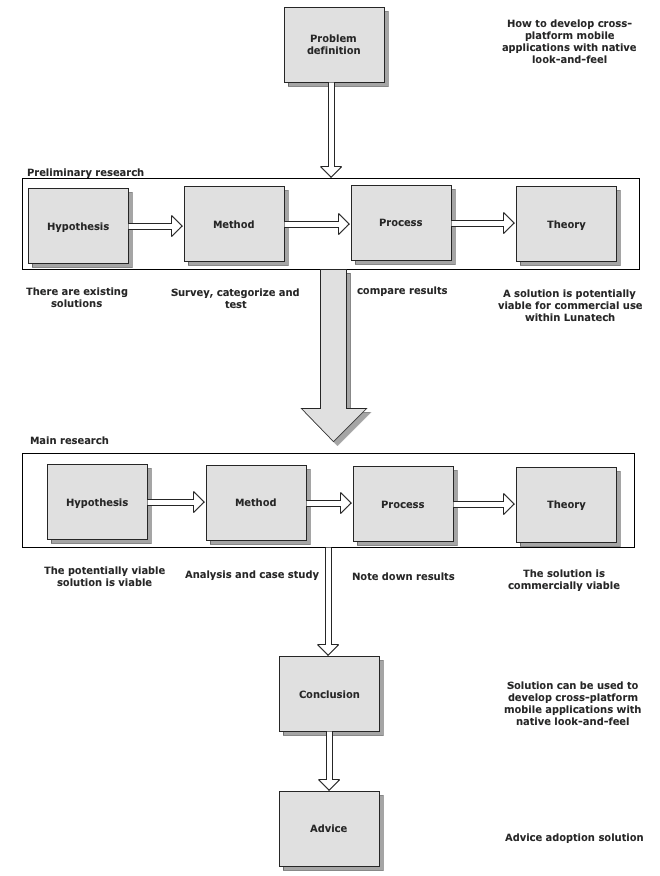 Problem
definition
How to develop cross-
platform mobile
applications with native
look-and-feel
Preliminary research
Hypothesis
Method
Process
Theory
There are existing
solutions
Survey, categorize and
test
compare results
A solution is potentially
viable for commercial use
within Lunatech
Main research
Hypothesis
Method
Process
Theory
The potentially viable
solution is viable
Analysis and case study
Note down results
The solution is
commercially viable
Conclusion
Solution can be used to
develop cross-platform
mobile applications with
native look-and-feel
Advice
Advice adoption solution